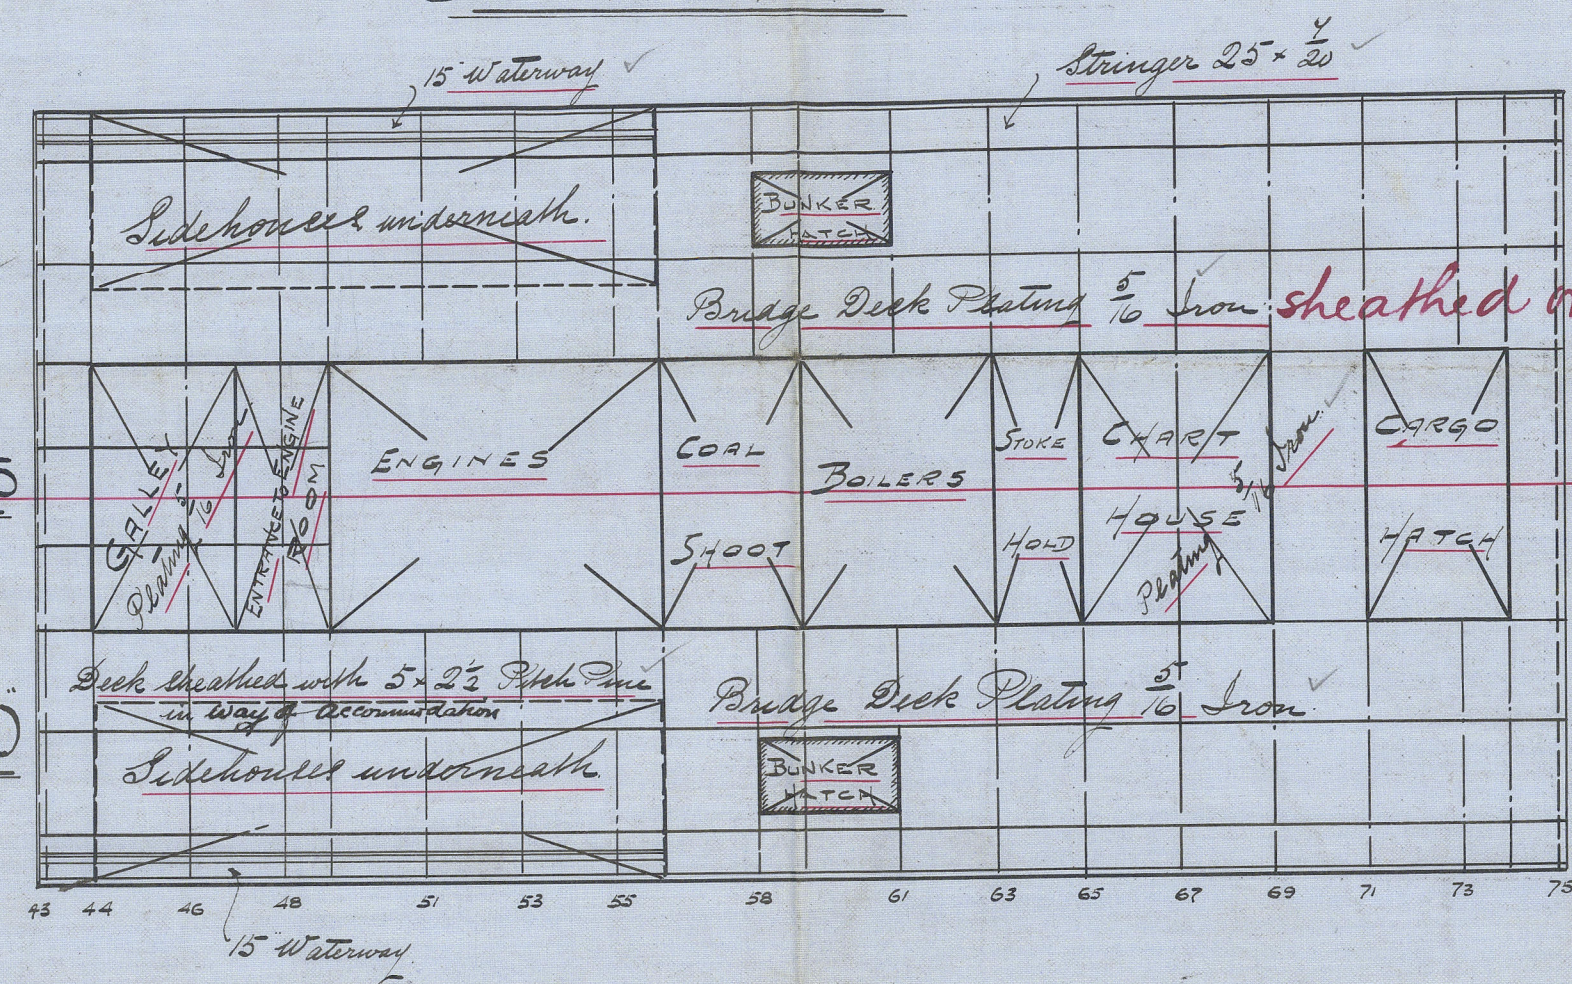 15" Waterway
Stringer 25 × 7/20
Sidehouses underneath.
BUNKER
HATCH
Bridge Deck Plating 5/16 Iron. sheathed
GALLEY
Plating 5/16 Iron
ENTRANCE TO ENGINE
ROOM
ENGINES
COAL
SHOOT
BOILERS
STOKE
HOLD
CHART
HOUSE
Plating 5/16 Iron.
CARGO
HATCH
Deck sheathed with 5 × 2½ Pitch Pine
in way of accommodation
Bridge Deck Plating 5/16 Iron
Sidehouses underneath.
BUNKER
HATCH
43 44 46 48 51 53 55 58 61 63 65 67 69 71 73 75
15" Waterway